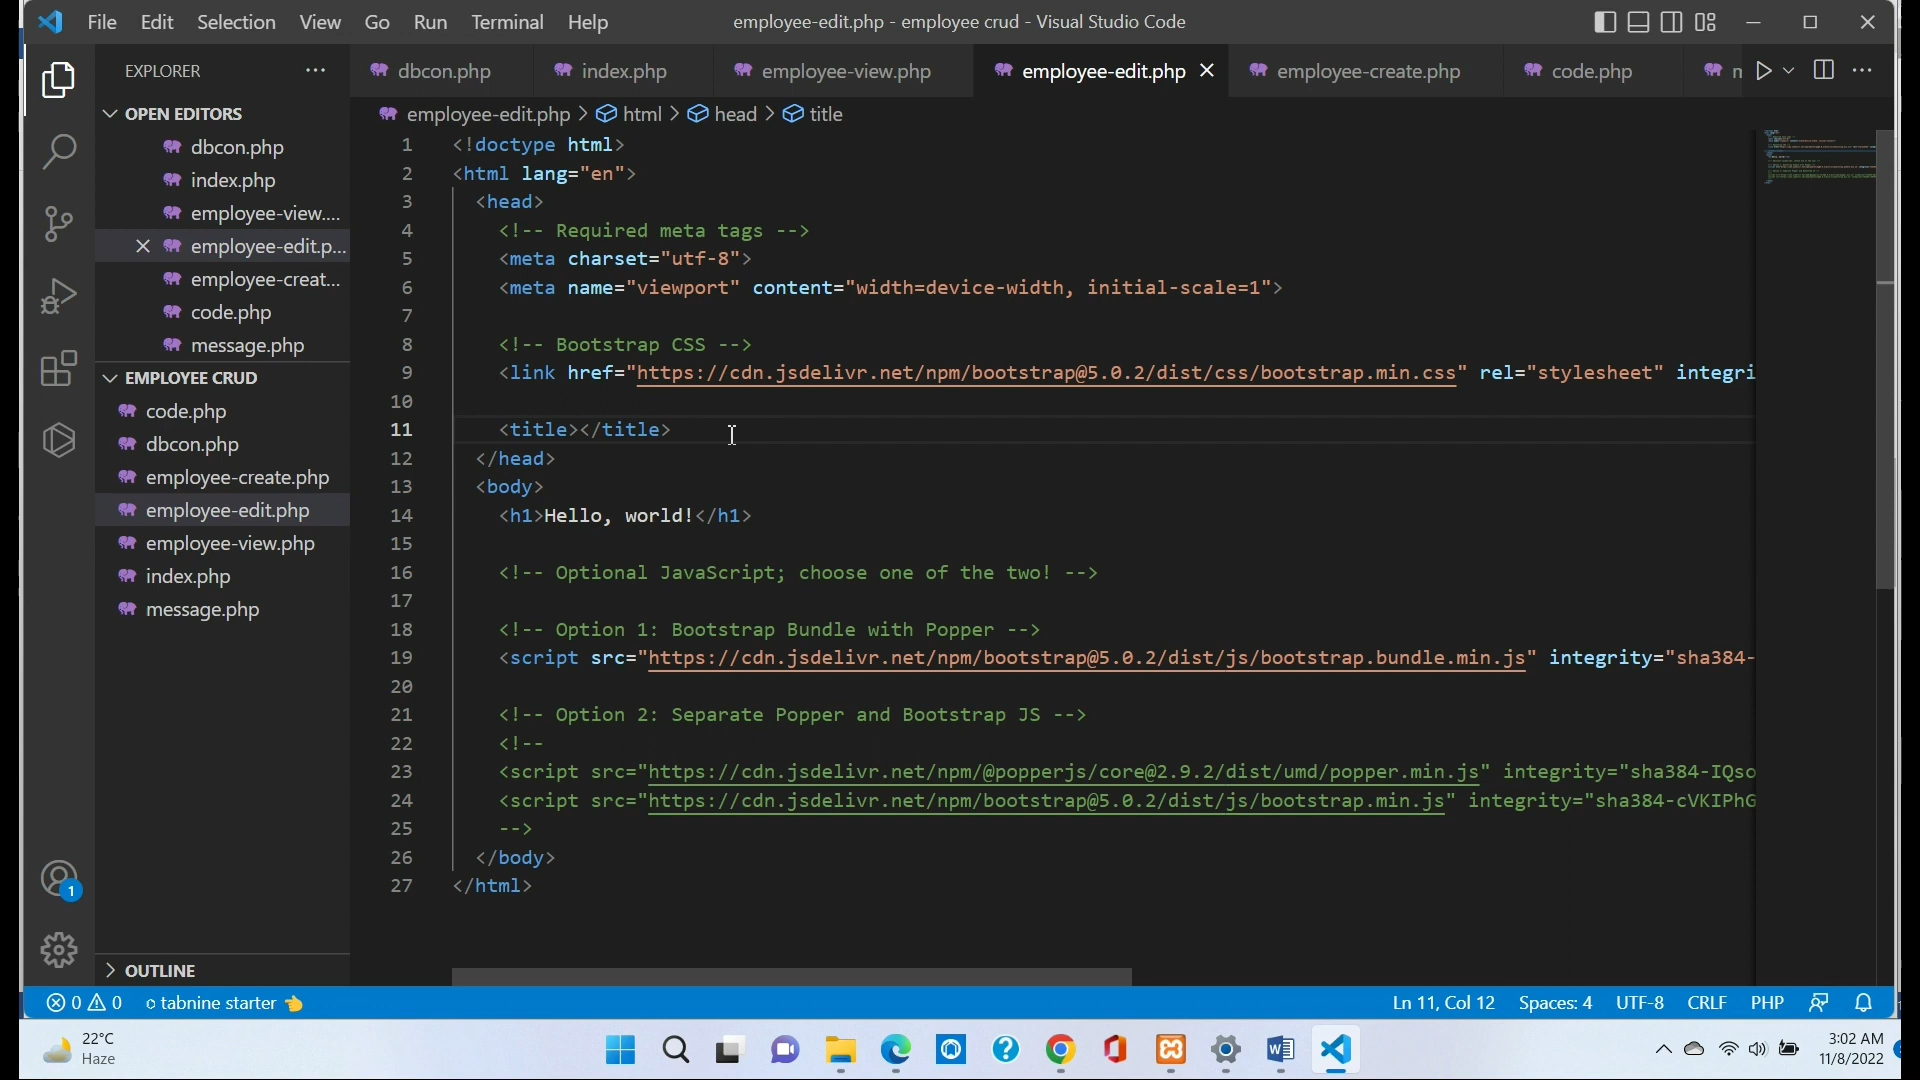 File Edit Selection View Go Run Terminal Help
employee-edit.php - employee crud - Visual Studio Code
EXPLORER
dbcon.php index.php employee-view.php employee-edit.php employee-create.php code.php
OPEN EDITORS
dbcon.php
index.php
employee-view....
employee-edit.p...
employee-creat...
code.php
message.php
EMPLOYEE CRUD
code.php
dbcon.php
employee-create.php
employee-edit.php
employee-view.php
index.php
message.php
OUTLINE
employee-edit.php > html > head > title
1 <!doctype html>
2 <html lang="en">
3 <head>
4 <!-- Required meta tags -->
5 <meta charset="utf-8">
6 <meta name="viewport" content="width=device-width, initial-scale=1">
7
8 <!-- Bootstrap CSS -->
9 <link href="https://cdn.jsdelivr.net/npm/bootstrap@5.0.2/dist/css/bootstrap.min.css" rel="stylesheet" integri
10
11 <title></title>
12 </head>
13 <body>
14 <h1>Hello, world!</h1>
15
16 <!-- Optional JavaScript; choose one of the two! -->
17
18 <!-- Option 1: Bootstrap Bundle with Popper -->
19 <script src="https://cdn.jsdelivr.net/npm/bootstrap@5.0.2/dist/js/bootstrap.bundle.min.js" integrity="sha384-
20
21 <!-- Option 2: Separate Popper and Bootstrap JS -->
22 <!--
23 <script src="https://cdn.jsdelivr.net/npm/@popperjs/core@2.9.2/dist/umd/popper.min.js" integrity="sha384-IQso
24 <script src="https://cdn.jsdelivr.net/npm/bootstrap@5.0.2/dist/js/bootstrap.min.js" integrity="sha384-cVKIPhG
25 -->
26 </body>
27 </html>
0 0 tabnine starter
Ln 11, Col 12 Spaces: 4 UTF-8 CRLF PHP
1
22°C
Haze
3:02 AM
11/8/2022